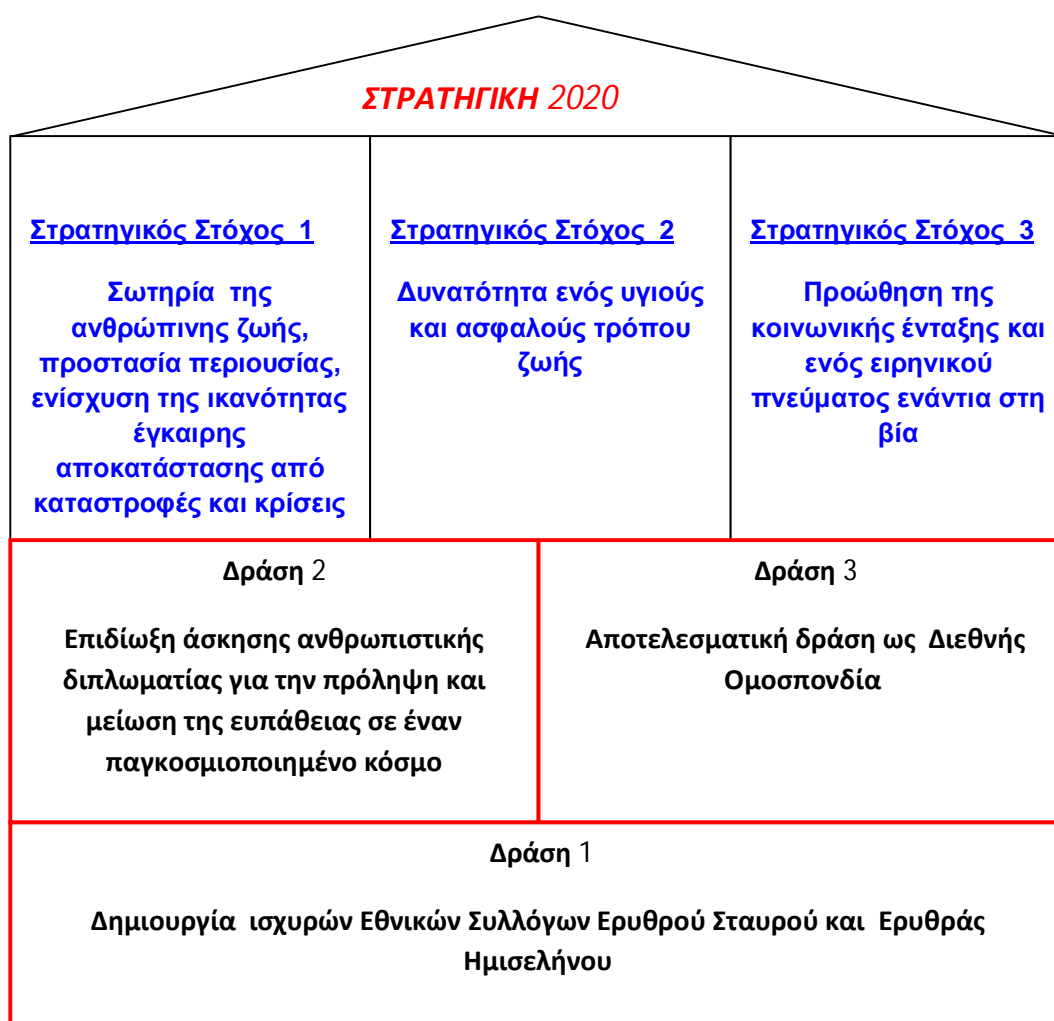 ΣΤΡΑΤΗΓΙΚΗ 2020
Στρατηγικός Στόχος 1
Σωτηρία της
ανθρώπινης ζωής,
προστασία περιουσίας,
ενίσχυση της ικανότητας
έγκαιρης
αποκατάστασης από
καταστροφές και κρίσεις
Στρατηγικός Στόχος 2
Δυνατότητα ενός υγιούς
και ασφαλούς τρόπου
ζωής
Στρατηγικός Στόχος 3
Προώθηση της
κοινωνικής ένταξης και
ενός ειρηνικού
πνεύματος ενάντια στη
βία
Δράση 2
Επιδίωξη άσκησης ανθρωπιστικής
διπλωματίας για την πρόληψη και
μείωση της ευπάθειας σε έναν
παγκοσμιοποιημένο κόσμο
Δράση 3
Αποτελεσματική δράση ως Διεθνής
Ομοσπονδία
Δράση 1
Δημιουργία ισχυρών Εθνικών Συλλόγων Ερυθρού Σταυρού και Ερυθράς
Ημισελήνου